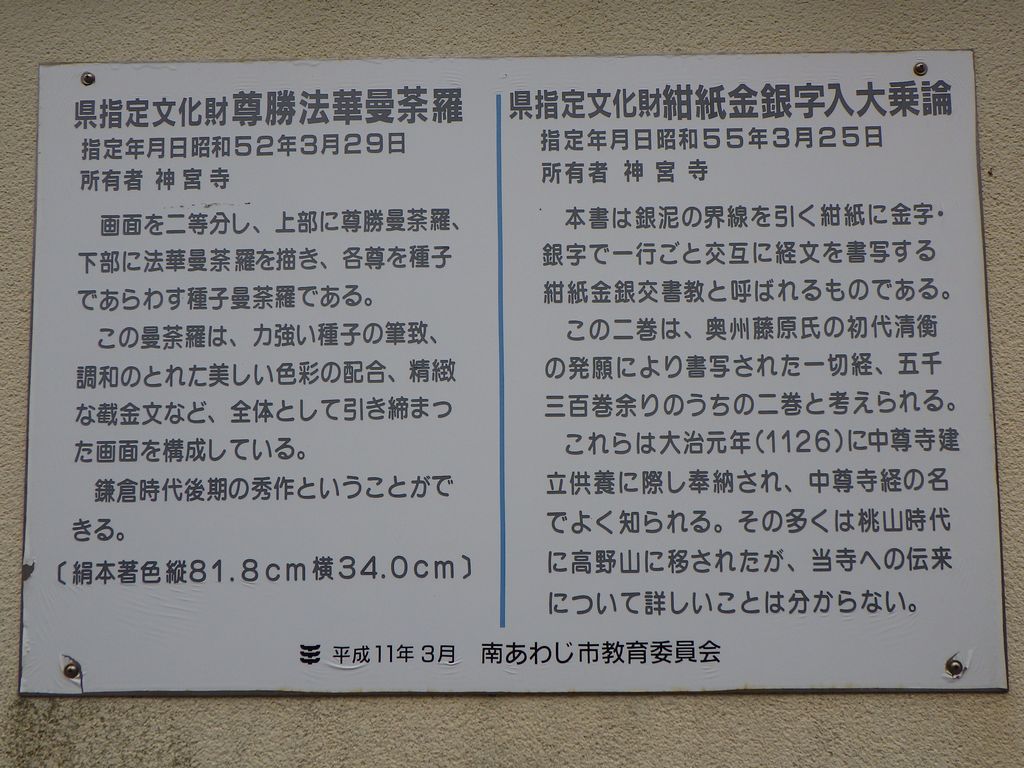 県指定文化財尊勝法華曼荼羅
指定年月日昭和52年3月29日
所有者 神宮寺
画面を二等分し、上部に尊勝曼荼羅、
下部に法華曼荼羅を描き、各尊を種子
であらわす種子曼荼羅である。
この曼荼羅は、力強い種子の筆致、
調和のとれた美しい色彩の配合、精緻
な截金文など、全体として引き締まっ
た画面を構成している。
鎌倉時代後期の秀作ということがで
きる。
〔絹本著色縦81.8cm横34.0cm〕
県指定文化財紺紙金銀字入大乗論
指定年月日昭和55年3月25日
所有者 神宮寺
本書は銀泥の界線を引く紺紙に金字・
銀字で一行ごと交互に経文を書写する
紺紙金銀交書教と呼ばれるものである。
この二巻は、奥州藤原氏の初代清衡
の発願により書写された一切経、五千
三百巻余りのうちの二巻と考えられる。
これらは大治元年(1126)に中尊寺建
立供養に際し奉納され、中尊寺経の名
でよく知られる。その多くは桃山時代
に高野山に移されたが、当寺への伝来
について詳しいことは分からない。
平成11年3月 南あわじ市教育委員会